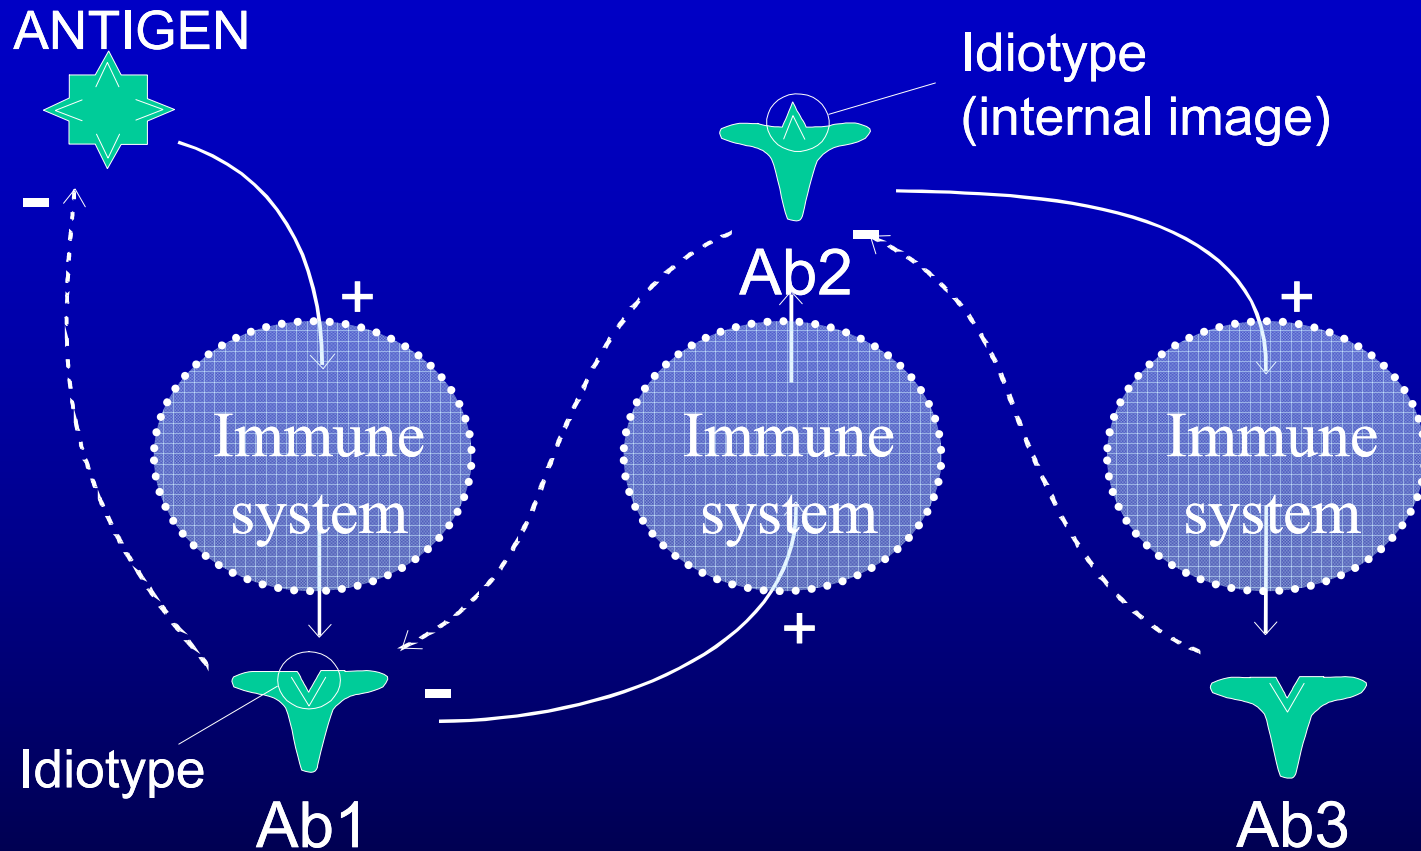 ANTIGEN
Idiotype
(internal image)
-
-
Ab2
+
+
Immune
system
Immune
system
Immune
system
+
-
Idiotype
Ab1
Ab3